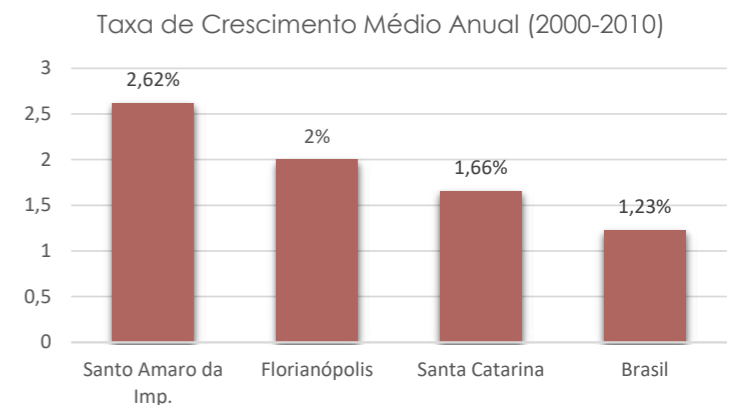 Taxa de Crescimento Médio Anual (2000-2010)
3
2,5
2
1,5
1
0,5
0
2,62%
2%
1,66%
1,23%
Santo Amaro da
Imp.
Florianópolis
Santa Catarina
Brasil